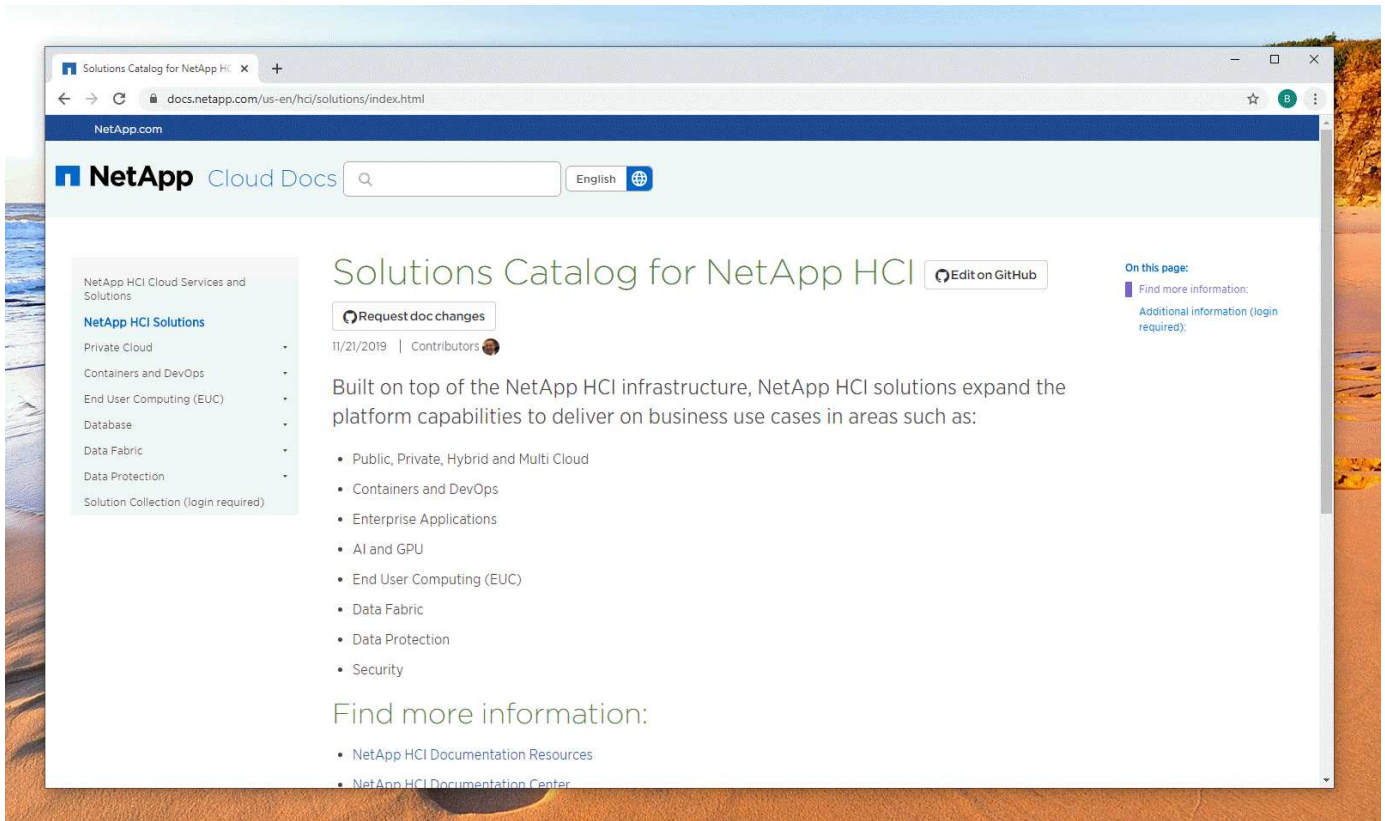 Solutions Catalog for NetApp HC
docs.netapp.com/us-en/hci/solutions/index.html
B
NetApp.com
NetApp Cloud Docs
English
NetApp HCI Cloud Services and
Solutions
NetApp HCI Solutions
Private Cloud
Containers and DevOps
End User Computing (EUC)
Database
Data Fabric
Data Protection
Solution Collection (login required)
Solutions Catalog for NetApp HCI
Edit on GitHub
Request doc changes
11/21/2019 | Contributors
Built on top of the NetApp HCI infrastructure, NetApp HCI solutions expand the
platform capabilities to deliver on business use cases in areas such as:
• Public, Private, Hybrid and Multi Cloud
• Containers and DevOps
• Enterprise Applications
• AI and GPU
• End User Computing (EUC)
• Data Fabric
• Data Protection
• Security
Find more information:
• NetApp HCI Documentation Resources
• NetApp HCI Documentation Center
On this page:
Find more information:
Additional information (login
required):